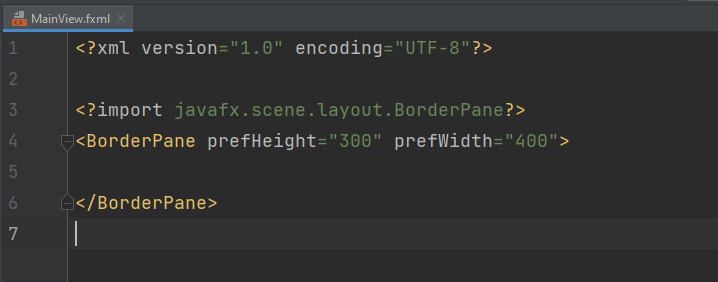 MainView.fxml
1 <?xml version="1.0" encoding="UTF-8"?>
2
3 <?import javafx.scene.layout.BorderPane?>
4 <BorderPane prefHeight="300" prefWidth="400">
5
6 </BorderPane>
7